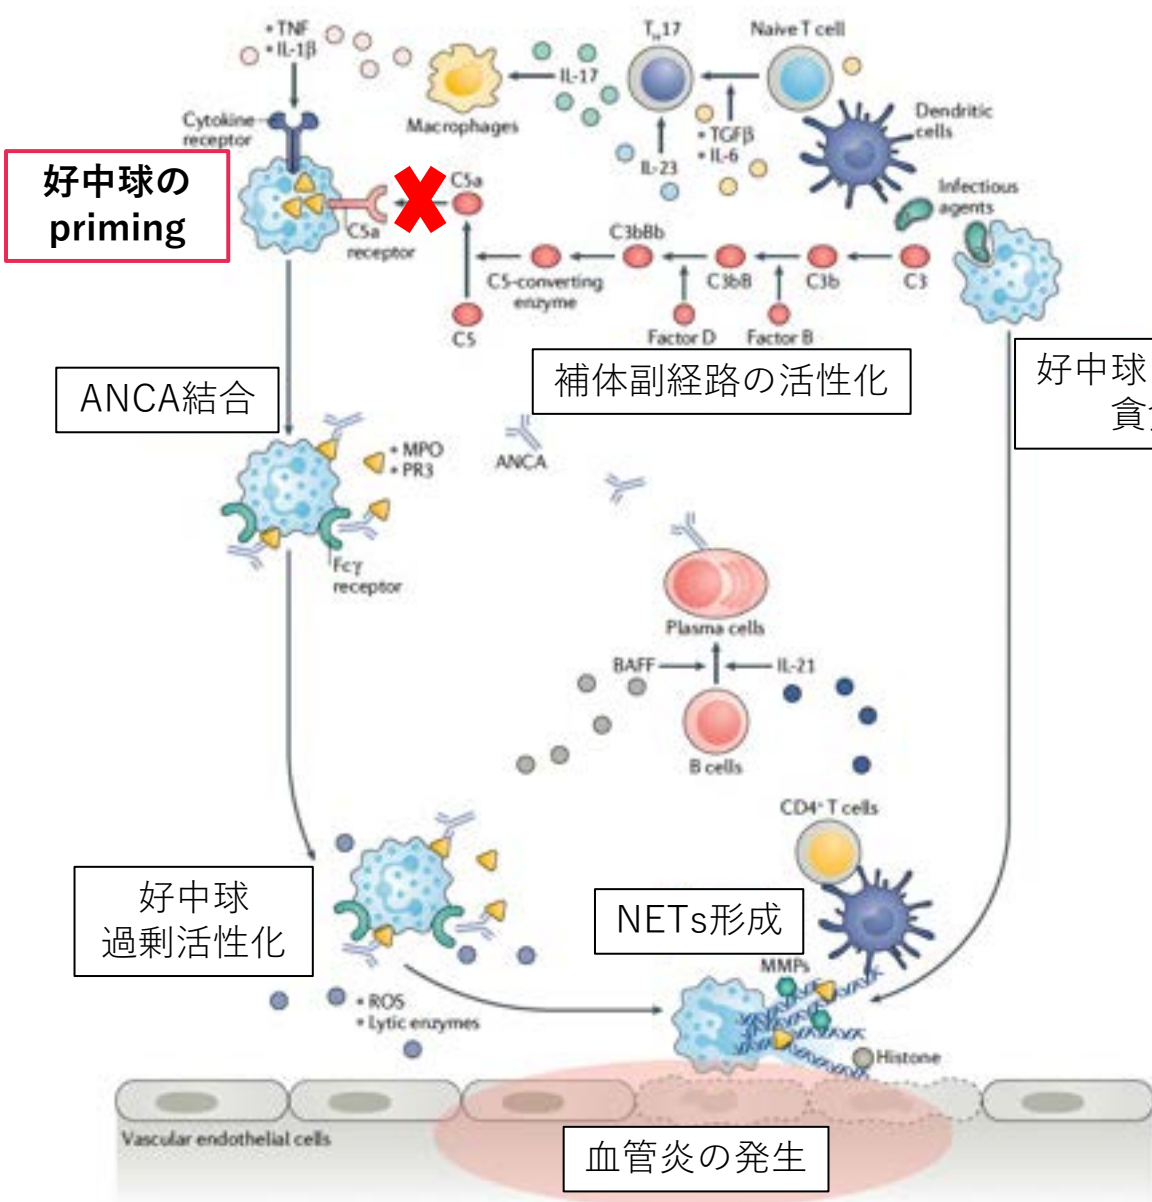 • TNF
• IL-1β
Cytokine
receptor
Macrophages
IL-17
TH17
Naive T cell
• TGFβ
• IL-6
IL-23
Dendritic
cells
Infectious
agents
好中球の
priming
C5a
C5a
receptor
C3bBb
C5-converting
enzyme
C3bB
C3b
C3
C5
Factor D
Factor B
補体副経路の活性化
好中球
貪
ANCA結合
• MPO
• PR3
ANCA
Fcγ
receptor
Plasma cells
BAFF
IL-21
B cells
CD4+ T cells
好中球
過剰活性化
NETs形成
MMPs
• ROS
• Lytic enzymes
Histone
Vascular endothelial cells
血管炎の発生